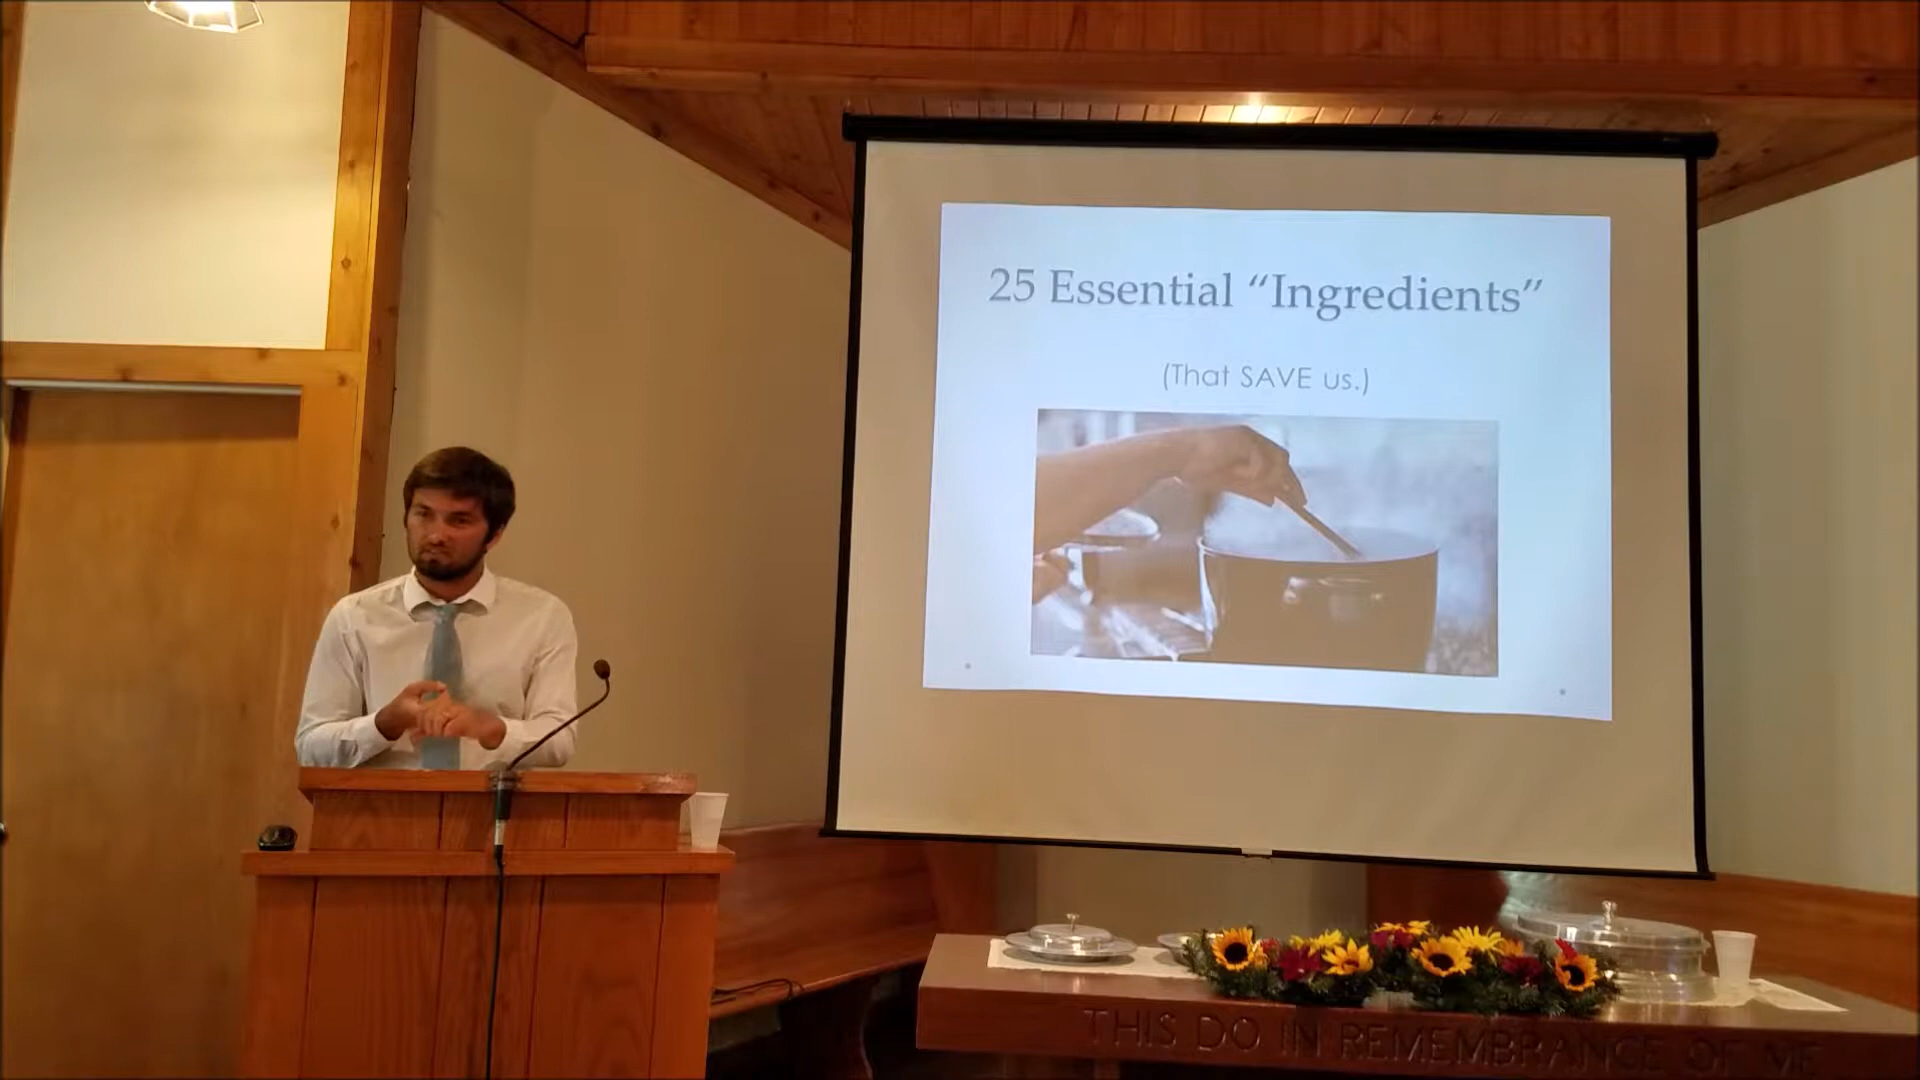 25 Essential “Ingredients”
(That SAVE us.)
THIS DO IN REMEMBRANCE OF ME